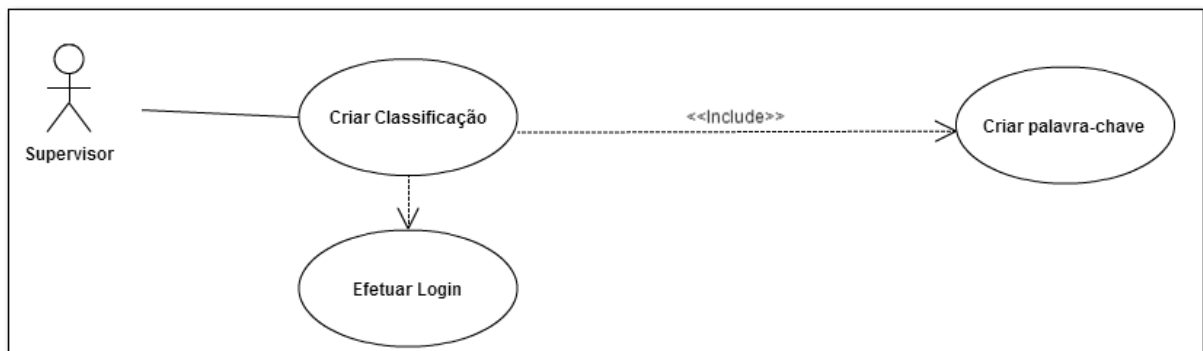 Supervisor
Criar Classificação
<<Include>>
Criar palavra-chave
Efetuar Login